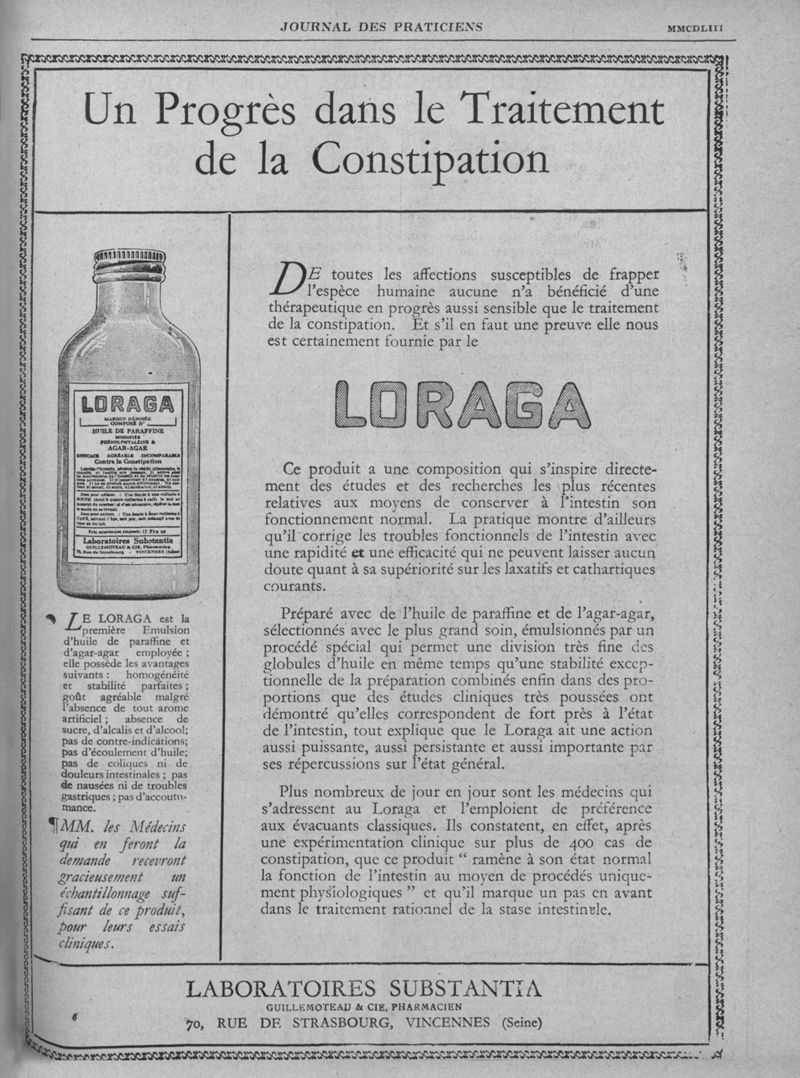 JOURNAL DES PRATICIENS
MMCDLIII
Un Progrès dans le Traitement
de la Constipation
LORAGA
MARQUE DÉPOSÉE
COMPOSÉ D'
HUILE DE PARAFFINE
MODIFIÉE
PHÉNOLPHTALÉINE &
AGAR-AGAR
EFFICACE AGRÉABLE INCOMPARABLE
Contre la Constipation
Laboratoires Substantia
GUILLEMOTEAU & CIE, Pharmacien
70, Rue de Strasbourg - VINCENNES (Seine)
LE LORAGA est la
première Emulsion
d'huile de paraffine et
d'agar-agar employée ;
elle possède les avantages
suivants : homogénéité
et stabilité parfaites ;
goût agréable malgré
l'absence de tout arome
artificiel ; absence de
sucre, d'alcalis et d'alcool;
pas de contre-indications;
pas d'écoulement d'huile;
pas de coliques ni de
douleurs intestinales ; pas
de nausées ni de troubles
gastriques ; pas d'accoutu-
mance.
¶ MM. les Médecins
qui en feront la
demande recevront
gracieusement un
échantillonnage suf-
fisant de ce produit,
pour leurs essais
cliniques.
DE toutes les affections susceptibles de frapper
l'espèce humaine aucune n'a bénéficié d'une
thérapeutique en progrès aussi sensible que le traitement
de la constipation. Et s'il en faut une preuve elle nous
est certainement fournie par le
LORAGA
Ce produit a une composition qui s'inspire directe-
ment des études et des recherches les plus récentes
relatives aux moyens de conserver à l'intestin son
fonctionnement normal. La pratique montre d'ailleurs
qu'il corrige les troubles fonctionnels de l'intestin avec
une rapidité et une efficacité qui ne peuvent laisser aucun
doute quant à sa supériorité sur les laxatifs et cathartiques
courants.
Préparé avec de l'huile de paraffine et de l'agar-agar,
sélectionnés avec le plus grand soin, émulsionnés par un
procédé spécial qui permet une division très fine des
globules d'huile en même temps qu'une stabilité excep-
tionnelle de la préparation combinés enfin dans des pro-
portions que des études cliniques très poussées ont
démontré qu'elles correspondent de fort près à l'état
de l'intestin, tout explique que le Loraga ait une action
aussi puissante, aussi persistante et aussi importante par
ses répercussions sur l'état général.
Plus nombreux de jour en jour sont les médecins qui
s'adressent au Loraga et l'emploient de préférence
aux évacuants classiques. Ils constatent, en effet, après
une expérimentation clinique sur plus de 400 cas de
constipation, que ce produit “ ramène à son état normal
la fonction de l'intestin au moyen de procédés unique-
ment physiologiques ” et qu'il marque un pas en avant
dans le traitement rationnel de la stase intestinale.
LABORATOIRES SUBSTANTIA
GUILLEMOTEAU & CIE, PHARMACIEN
70, RUE DE STRASBOURG, VINCENNES (Seine)
6